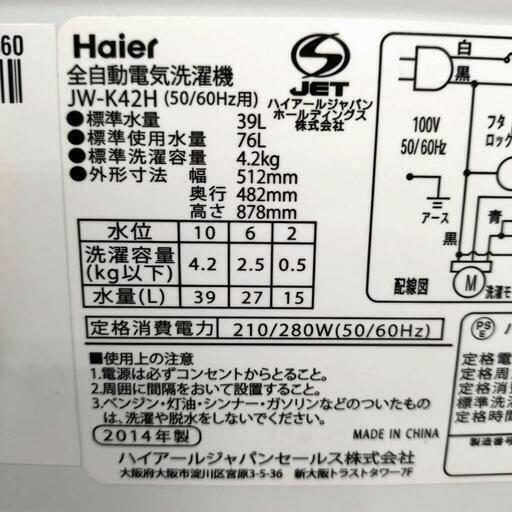 60
Haier
全自動電気洗濯機
JW-K42H (50/60Hz用)
●標準水量 39L
●標準使用水量 76L
●標準洗濯容量 4.2kg
●外形寸法 幅 512mm
奥行 482mm
高さ 878mm
JET
ハイアールジャパン
ホールディングス
株式会社
水位 10 6 2
洗濯容量
(kg以下) 4.2 2.5 0.5
水量(L) 39 27 15
定格消費電力 210/280W(50/60Hz)
■使用上の注意
1.電源は必ずコンセントからとること。
2.周囲に間隔をおいて設置すること。
3.ベンジン・灯油・シンナー・ガソリンなどのついたもの
は、洗濯や脱水をしないでください。
2014年製
MADE IN CHINA
ハイアールジャパンセールス株式会社
大阪府大阪市淀川区宮原3-5-36 新大阪トラストタワー7F
白
黒
100V
50/60Hz
フタ
ロック
アース
青
黒
M
洗濯モ
配線図
PS
E
定格電
定格周
定格消
標準洗
定格時
製造番号